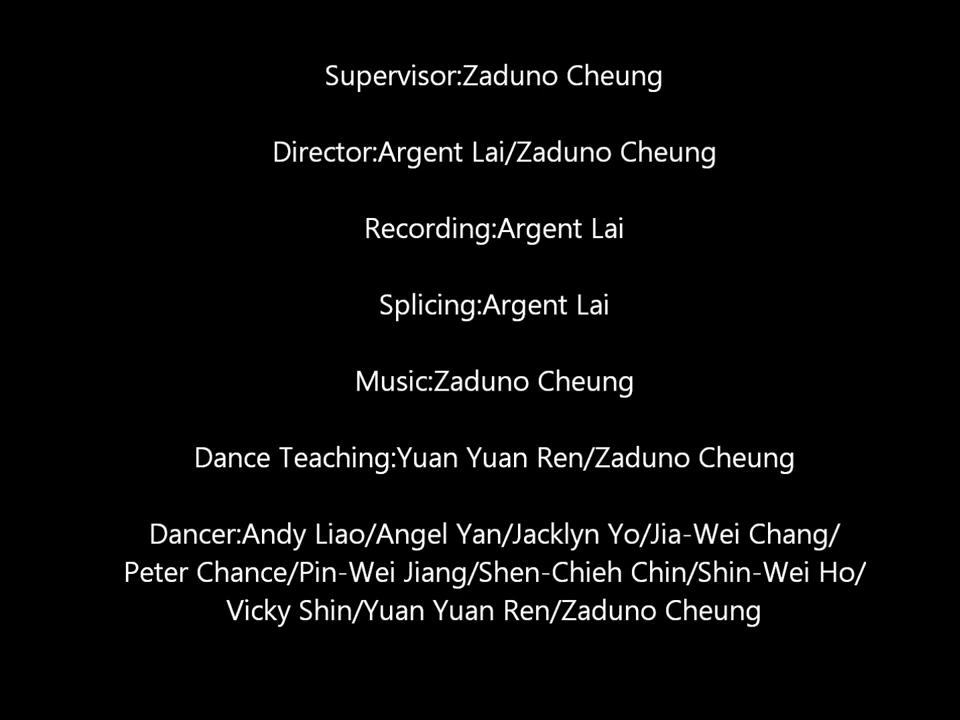 Supervisor:Zaduno Cheung
Director:Argent Lai/Zaduno Cheung
Recording:Argent Lai
Splicing:Argent Lai
Music:Zaduno Cheung
Dance Teaching:Yuan Yuan Ren/Zaduno Cheung
Dancer:Andy Liao/Angel Yan/Jacklyn Yo/Jia-Wei Chang/
Peter Chance/Pin-Wei Jiang/Shen-Chieh Chin/Shin-Wei Ho/
Vicky Shin/Yuan Yuan Ren/Zaduno Cheung